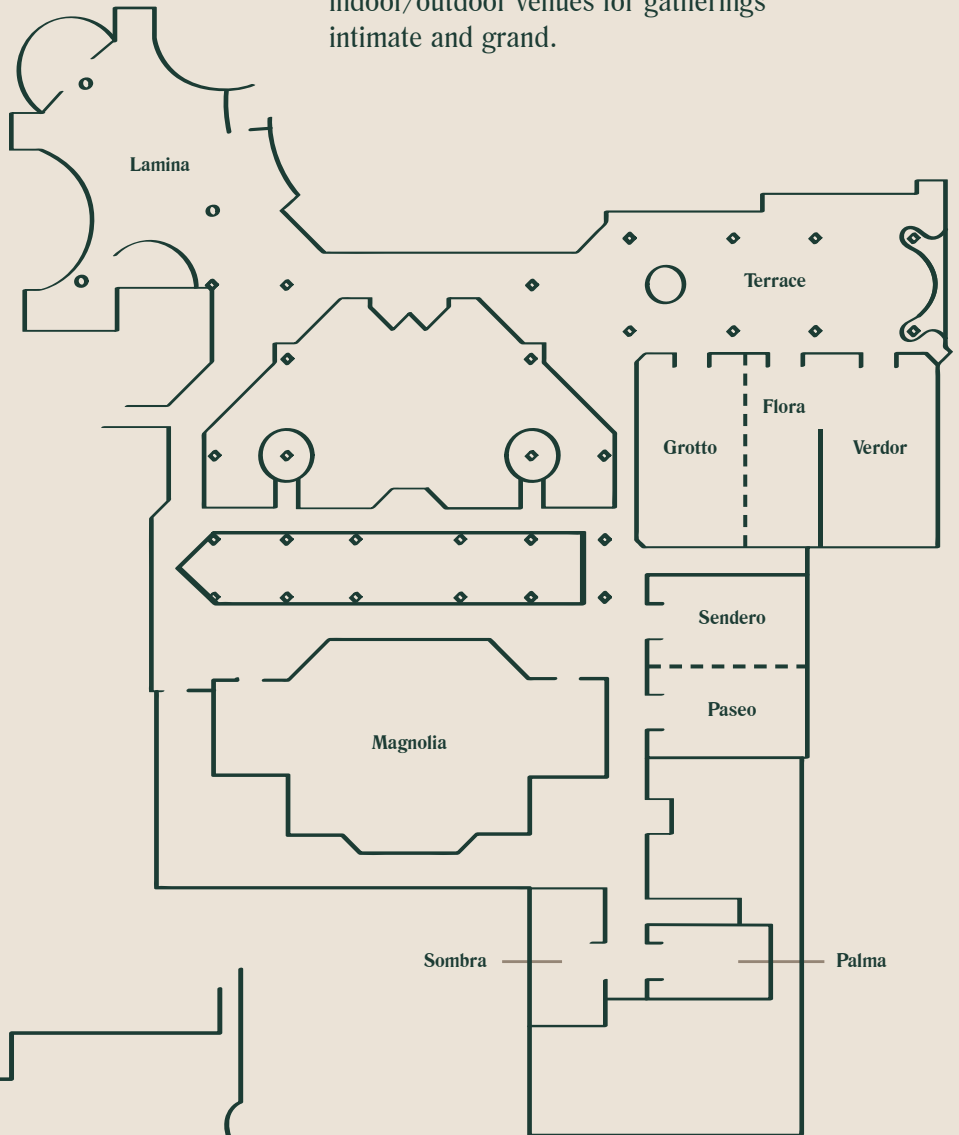 indoor/outdoor venues for gatherings
intimate and grand.
Lamina
Terrace
Flora
Grotto
Verdor
Sendero
Paseo
Magnolia
Sombra
Palma